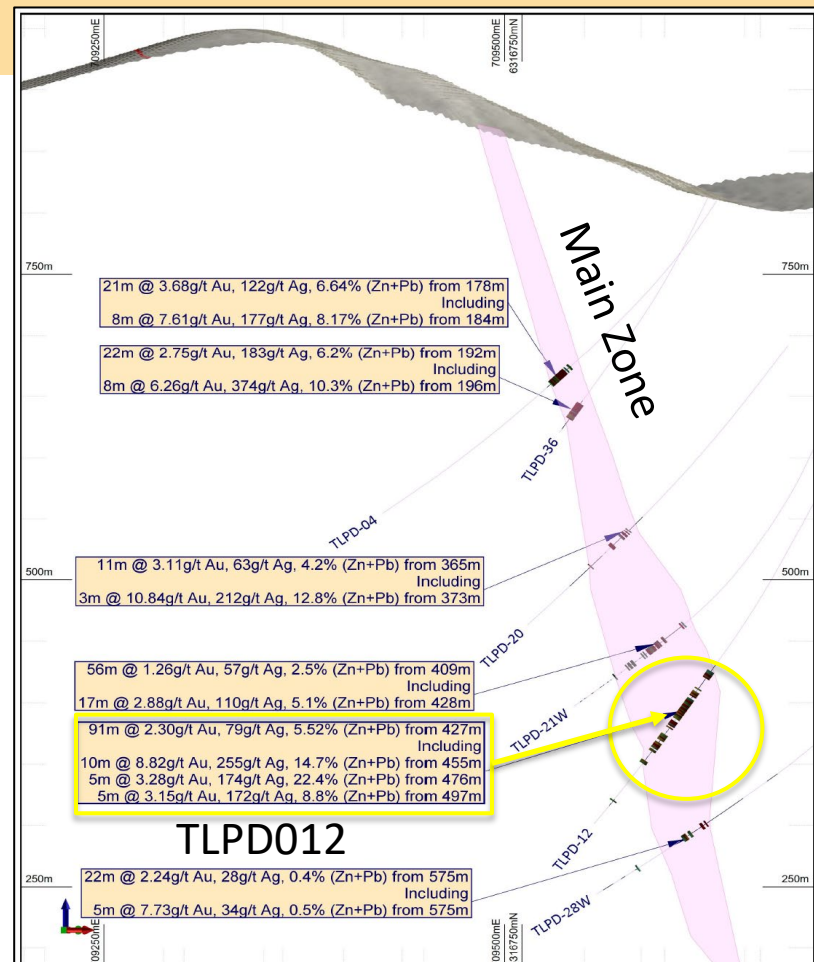 709250mE
709500mE
6316750mN
750m
750m
Main Zone
21m @ 3.68g/t Au, 122g/t Ag, 6.64% (Zn+Pb) from 178m
Including
8m @ 7.61g/t Au, 177g/t Ag, 8.17% (Zn+Pb) from 184m
22m @ 2.75g/t Au, 183g/t Ag, 6.2% (Zn+Pb) from 192m
Including
8m @ 6.26g/t Au, 374g/t Ag, 10.3% (Zn+Pb) from 196m
TLPD-36
TLPD-04
11m @ 3.11g/t Au, 63g/t Ag, 4.2% (Zn+Pb) from 365m
Including
3m @ 10.84g/t Au, 212g/t Ag, 12.8% (Zn+Pb) from 373m
500m
500m
TLPD-20
56m @ 1.26g/t Au, 57g/t Ag, 2.5% (Zn+Pb) from 409m
Including
17m @ 2.88g/t Au, 110g/t Ag, 5.1% (Zn+Pb) from 428m
TLPD-21W
91m @ 2.30g/t Au, 79g/t Ag, 5.52% (Zn+Pb) from 427m
Including
10m @ 8.82g/t Au, 255g/t Ag, 14.7% (Zn+Pb) from 455m
5m @ 3.28g/t Au, 174g/t Ag, 22.4% (Zn+Pb) from 476m
5m @ 3.15g/t Au, 172g/t Ag, 8.8% (Zn+Pb) from 497m
TLPD012
TLPD-12
250m
250m
22m @ 2.24g/t Au, 28g/t Ag, 0.4% (Zn+Pb) from 575m
Including
5m @ 7.73g/t Au, 34g/t Ag, 0.5% (Zn+Pb) from 575m
TLPD-28W
709250mE
709500mE
6316750mN